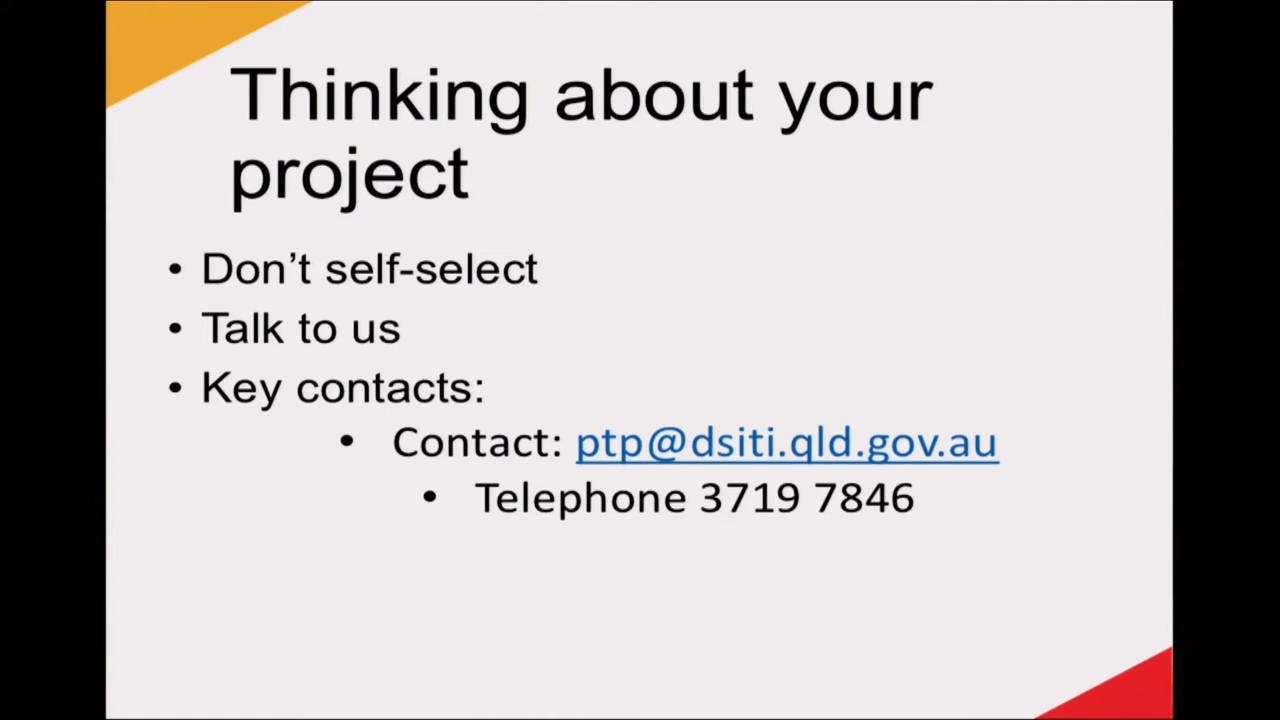 Thinking about your
project
• Don’t self-select
• Talk to us
• Key contacts:
• Contact: ptp@dsiti.qld.gov.au
• Telephone 3719 7846